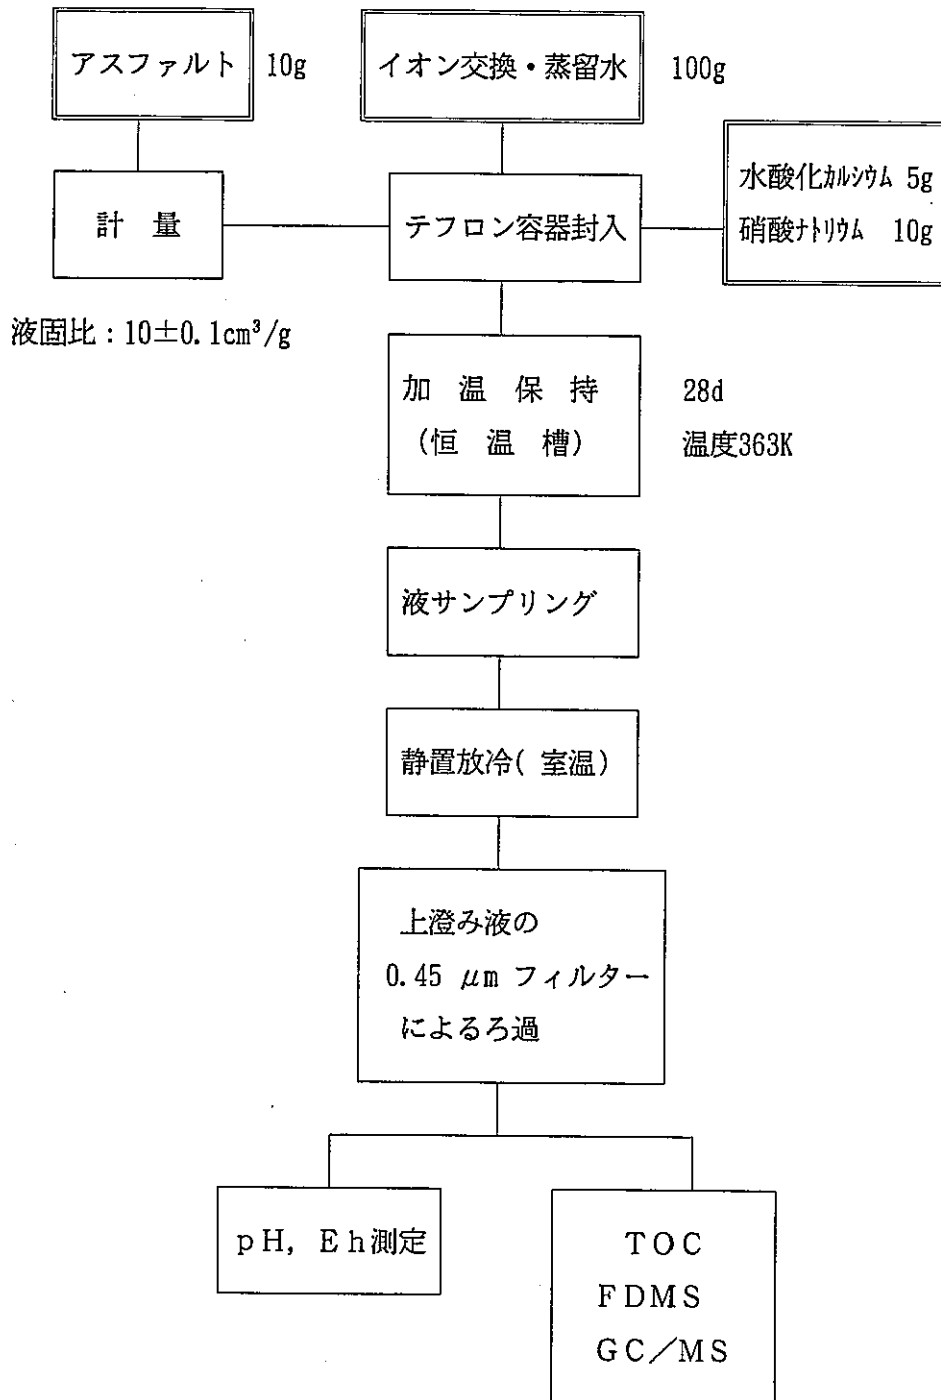 アスファルト 10g
イオン交換・蒸留水 100g
水酸化カルシウム 5g
硝酸ナトリウム 10g
計 量
テフロン容器封入
液固比：10±0.1cm³/g
加 温 保 持
(恒 温 槽)
28d
温度363K
液サンプリング
静置放冷( 室温)
上澄み液の
0.45 μm フィルター
によるろ過
pH, Eh測定
TOC
FDMS
GC／MS